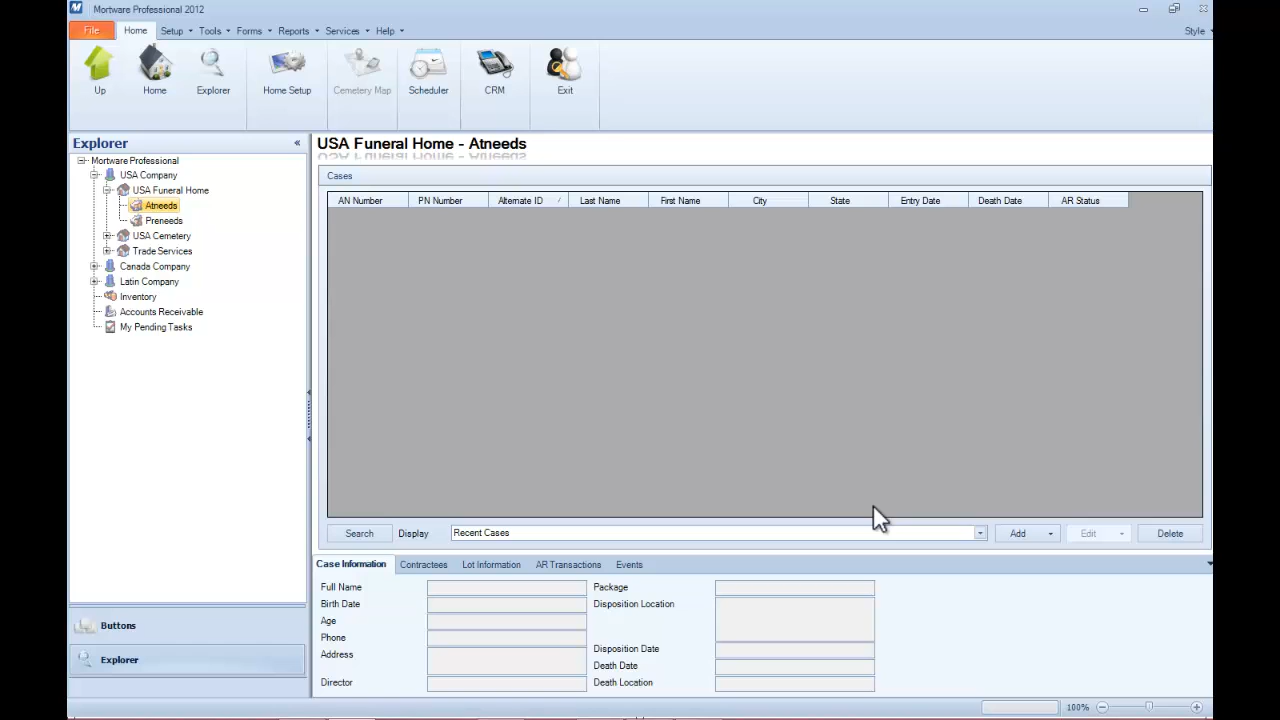 Mortware Professional 2012
File Home Setup Tools Forms Reports Services Help Style
Up Home Explorer Home Setup Cemetery Map Scheduler CRM Exit
Explorer «
Mortware Professional
USA Company
USA Funeral Home
Atneeds
Preneeds
USA Cemetery
Trade Services
Canada Company
Latin Company
Inventory
Accounts Receivable
My Pending Tasks
Buttons
Explorer
USA Funeral Home - Atneeds
Cases
AN Number PN Number Alternate ID Last Name First Name City State Entry Date Death Date AR Status
Search Display Recent Cases Add Edit Delete
Case Information Contractees Lot Information AR Transactions Events
Full Name Package
Birth Date Disposition Location
Age
Phone
Address Disposition Date
Death Date
Director Death Location
100%